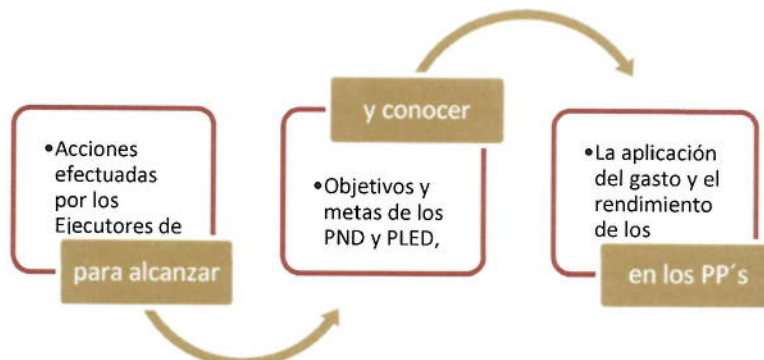 •Acciones
efectuadas
por los
Ejecutores de
para alcanzar
y conocer
•Objetivos y
metas de los
PND y PLED,
•La aplicación
del gasto y el
rendimiento
de los
en los PP´s